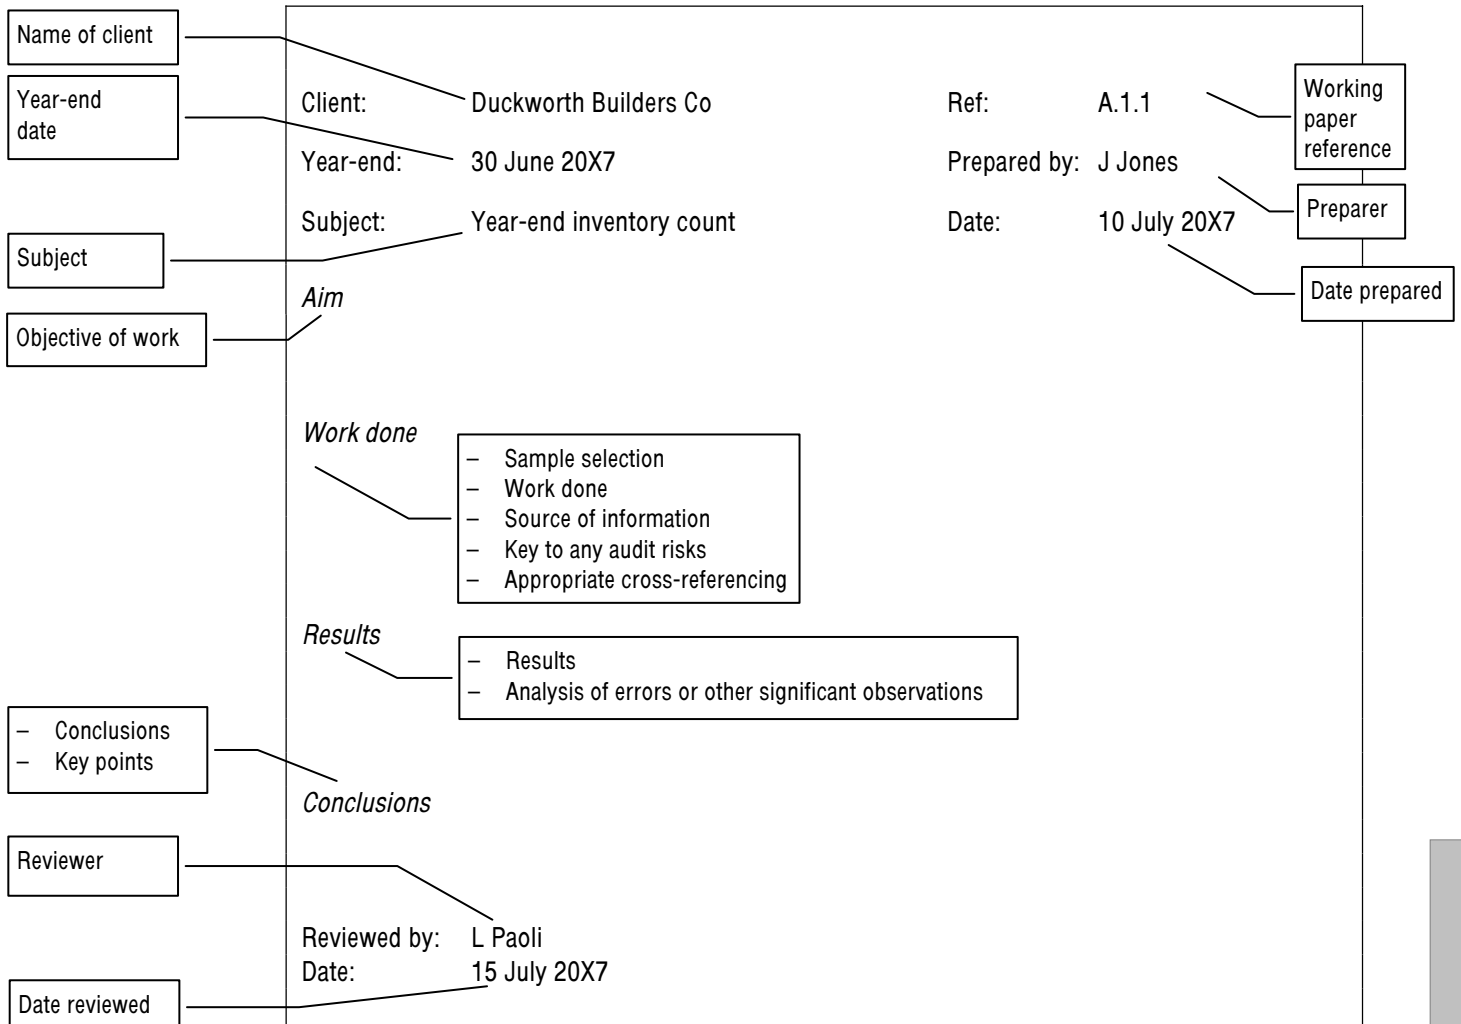 Name of client
Year-end
date
Client: Duckworth Builders Co Ref: A.1.1
Working
paper
reference
Year-end: 30 June 20X7 Prepared by: J Jones
Preparer
Subject: Year-end inventory count Date: 10 July 20X7
Subject
Date prepared
Aim
Objective of work
Work done
– Sample selection
– Work done
– Source of information
– Key to any audit risks
– Appropriate cross-referencing
Results
– Results
– Analysis of errors or other significant observations
– Conclusions
– Key points
Conclusions
Reviewer
Reviewed by: L Paoli
Date: 15 July 20X7
Date reviewed